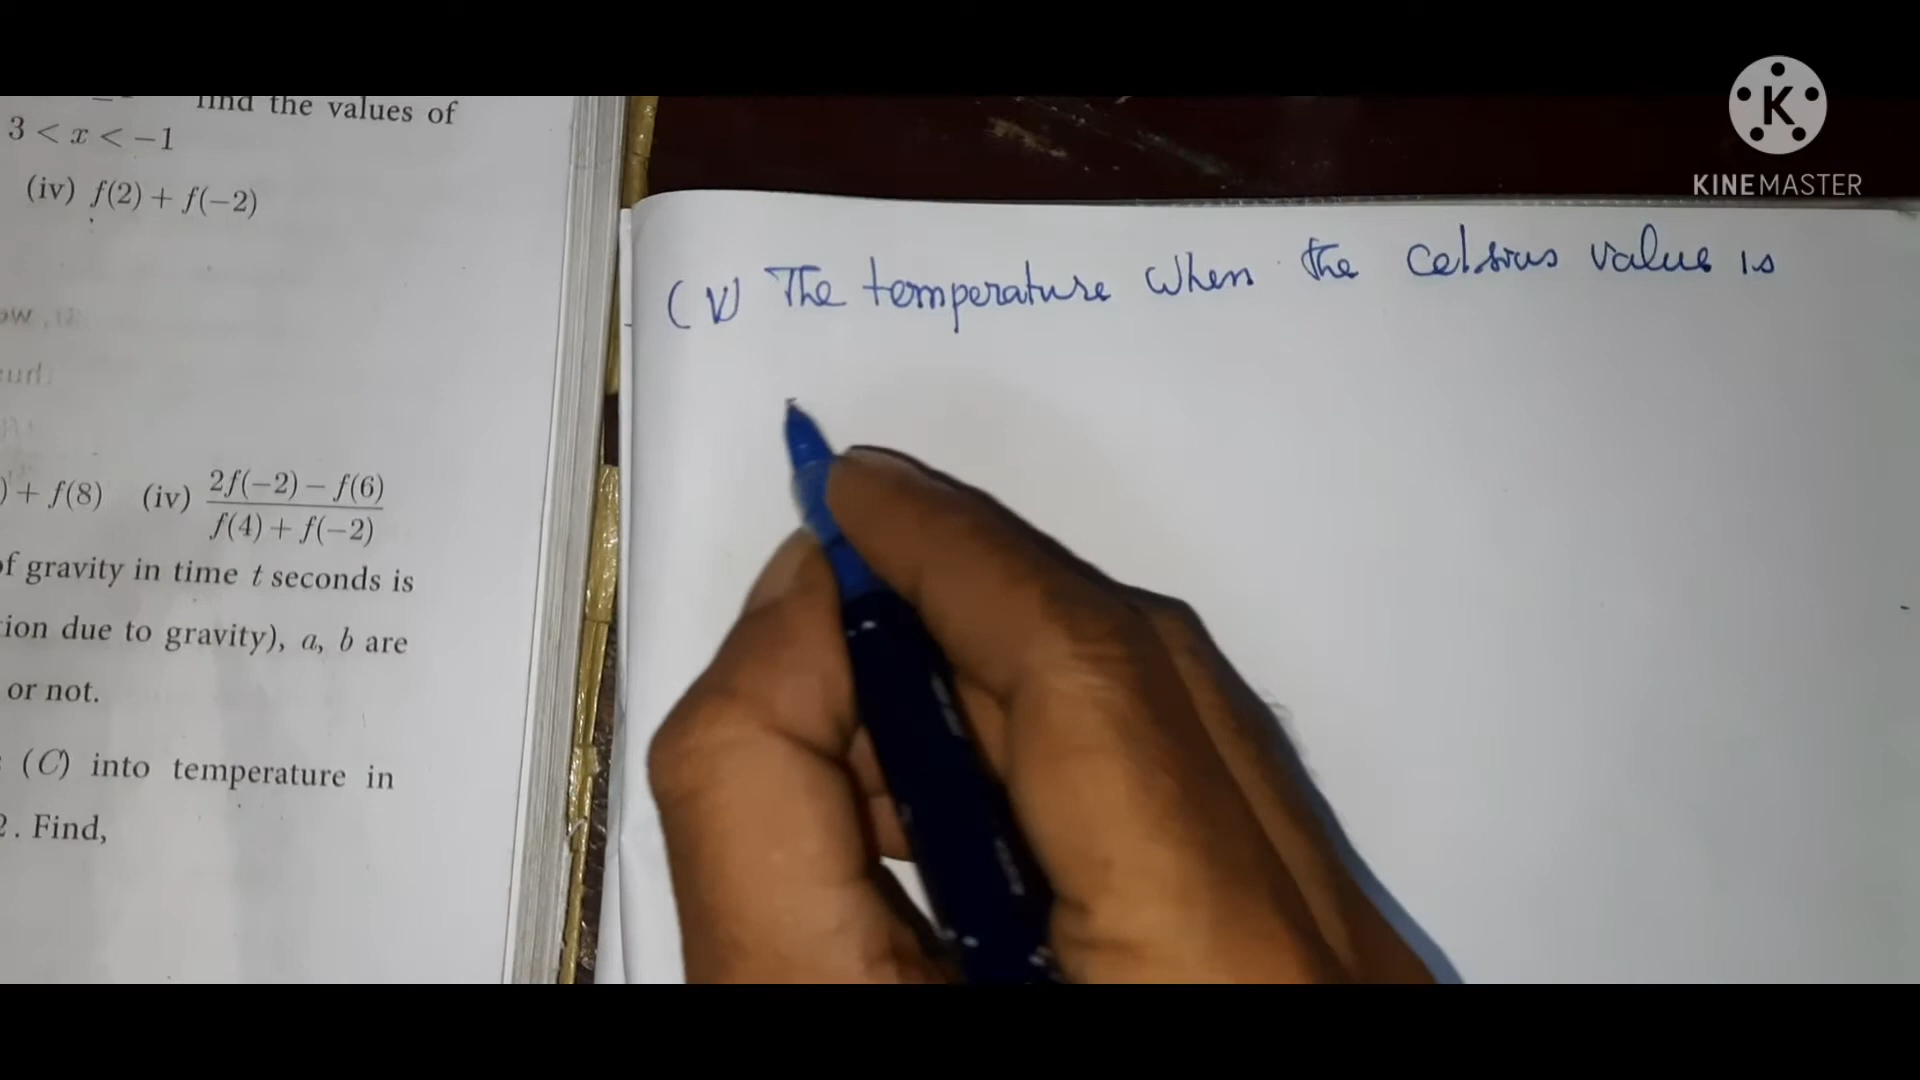 find the values of
3 < x < −1
(iv) f(2) + f(−2)
) + f(8) (iv) 2f(−2) − f(6)
f(4) + f(−2)
of gravity in time t seconds is
tion due to gravity), a, b are
or not.
(C) into temperature in
2. Find,
(v) The temperature when the celsius value is
K
KINEMASTER